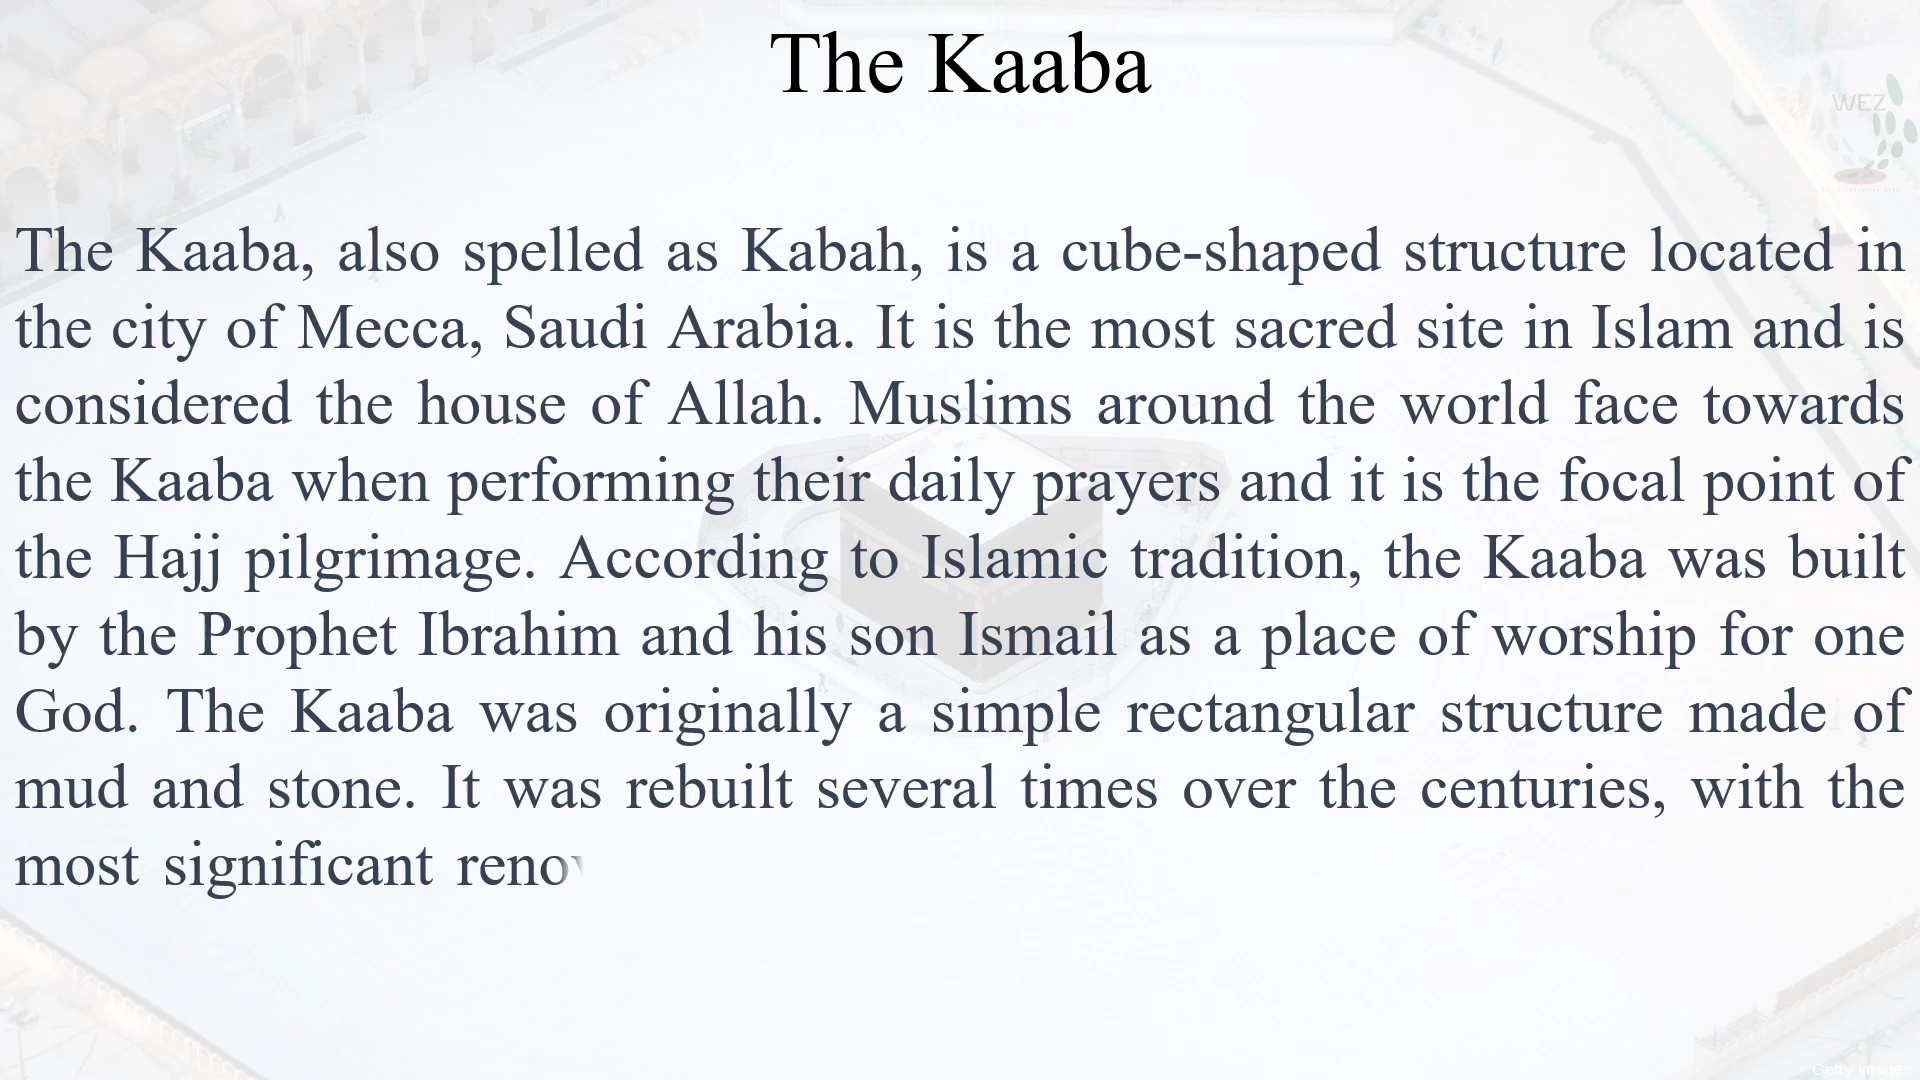 The Kaaba
WEZ
The Kaaba, also spelled as Kabah, is a cube-shaped structure located in
the city of Mecca, Saudi Arabia. It is the most sacred site in Islam and is
considered the house of Allah. Muslims around the world face towards
the Kaaba when performing their daily prayers and it is the focal point of
the Hajj pilgrimage. According to Islamic tradition, the Kaaba was built
by the Prophet Ibrahim and his son Ismail as a place of worship for one
God. The Kaaba was originally a simple rectangular structure made of
mud and stone. It was rebuilt several times over the centuries, with the
most significant reno
Getty Images